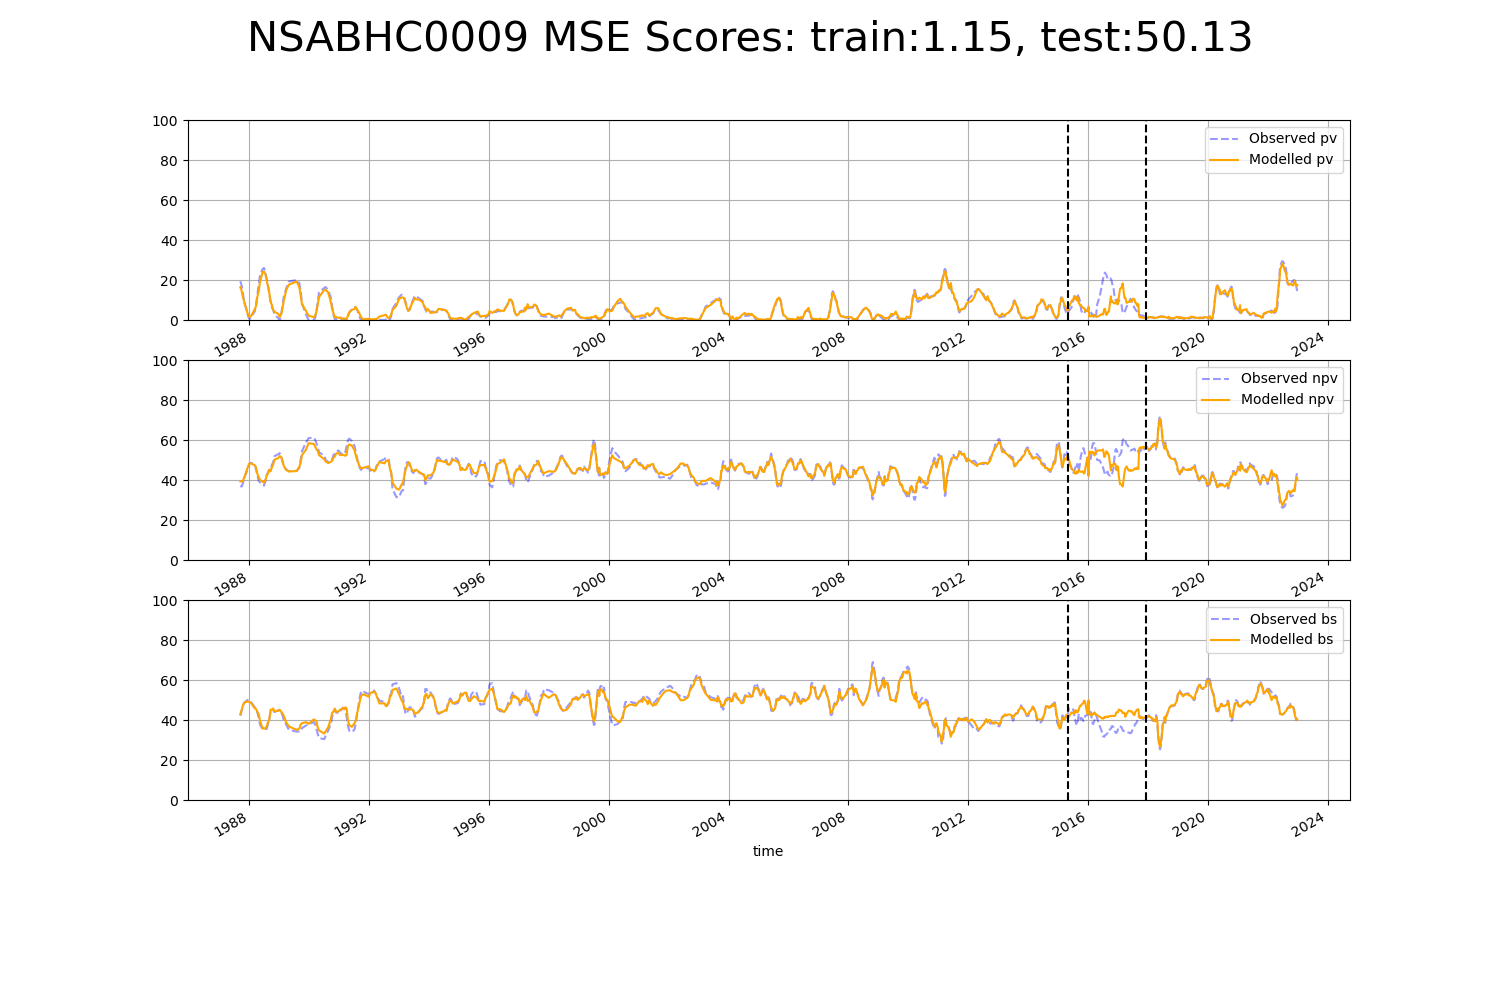 NSABHC0009 MSE Scores: train:1.15, test:50.13
100
80
60
40
20
0
Observed pv
Modelled pv
1988 1992 1996 2000 2004 2008 2012 2016 2020 2024
100
80
60
40
20
0
Observed npv
Modelled npv
1988 1992 1996 2000 2004 2008 2012 2016 2020 2024
100
80
60
40
20
0
Observed bs
Modelled bs
1988 1992 1996 2000 2004 2008 2012 2016 2020 2024
time